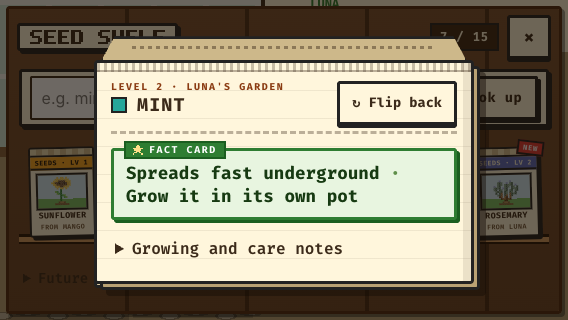 LUNA
SEED SHELF
7 / 15
×
e.g. mi
ok up
LEVEL 2 · LUNA'S GARDEN
MINT
↻ Flip back
FACT CARD
Spreads fast underground ·
Grow it in its own pot
▶ Growing and care notes
SEEDS · LV 1
SUNFLOWER
FROM MANGO
NEW
SEEDS · LV 2
ROSEMARY
FROM LUNA
▶ Future